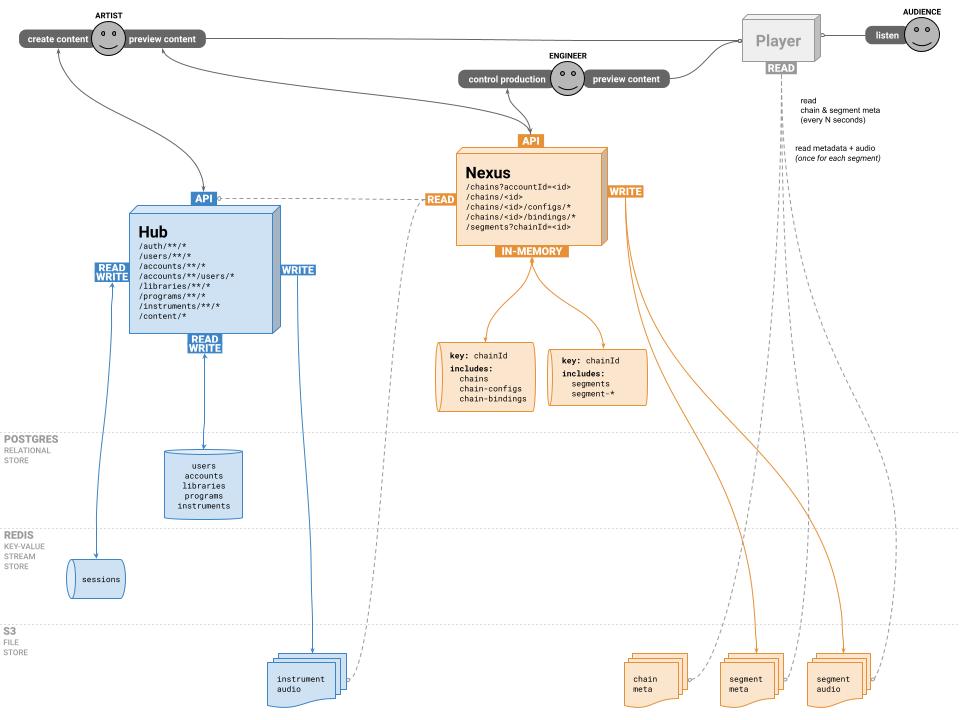 ARTIST
create content
preview content
ENGINEER
control production
preview content
Player
READ
AUDIENCE
listen
read
chain & segment meta
(every N seconds)
read metadata + audio
(once for each segment)
API
Hub
/auth/**/*
/users/**/*
/accounts/**/*
/accounts/**/users/*
/libraries/**/*
/programs/**/*
/instruments/**/*
/content/*
READ
WRITE
WRITE
READ
WRITE
API
READ
Nexus
/chains?accountId=<id>
/chains/<id>
/chains/<id>/configs/*
/chains/<id>/bindings/*
/segments?chainId=<id>
WRITE
IN-MEMORY
key: chainId
includes:
chains
chain-configs
chain-bindings
key: chainId
includes:
segments
segment-*
POSTGRES
RELATIONAL
STORE
users
accounts
libraries
programs
instruments
REDIS
KEY-VALUE
STREAM
STORE
sessions
S3
FILE
STORE
instrument
audio
chain
meta
segment
meta
segment
audio